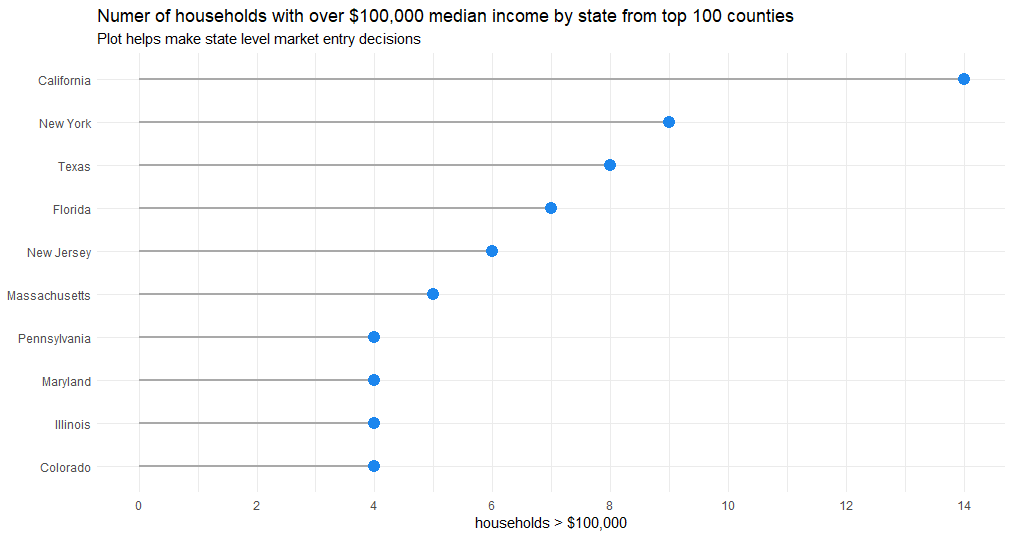 Numer of households with over $100,000 median income by state from top 100 counties
Plot helps make state level market entry decisions
California
New York
Texas
Florida
New Jersey
Massachusetts
Pennsylvania
Maryland
Illinois
Colorado
0 2 4 6 8 10 12 14
households > $100,000